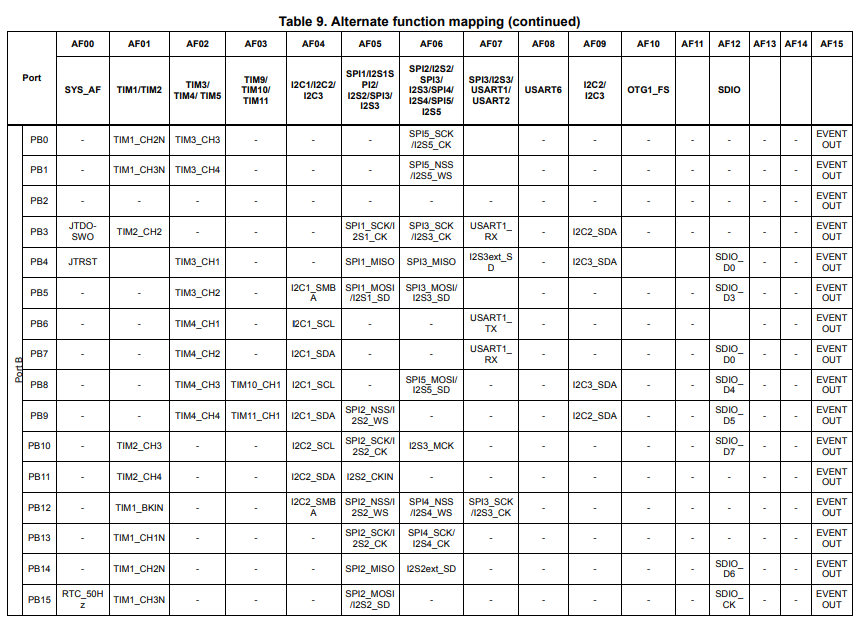 Table 9. Alternate function mapping (continued)
Port AF00 AF01 AF02 AF03 AF04 AF05 AF06 AF07 AF08 AF09 AF10 AF11 AF12 AF13 AF14 AF15
SYS_AF TIM1/TIM2 TIM3/ TIM4/ TIM5 TIM9/ TIM10/ TIM11 I2C1/I2C2/ I2C3 SPI1/I2S1S PI2/ I2S2/SPI3/ I2S3 SPI2/I2S2/ SPI3/ I2S3/SPI4/ I2S4/SPI5/ I2S5 SPI3/I2S3/ USART1/ USART2 USART6 I2C2/ I2C3 OTG1_FS SDIO
Port B
PB0 - TIM1_CH2N TIM3_CH3 - - - SPI5_SCK /I2S5_CK - - - - - - - - EVENT OUT
PB1 - TIM1_CH3N TIM3_CH4 - - - SPI5_NSS /I2S5_WS - - - - - - - - EVENT OUT
PB2 - - - - - - - - - - - - - - - EVENT OUT
PB3 JTDO- SWO TIM2_CH2 - - - SPI1_SCK/I 2S1_CK SPI3_SCK /I2S3_CK USART1_ RX - I2C2_SDA - - - - - EVENT OUT
PB4 JTRST TIM3_CH1 - - SPI1_MISO SPI3_MISO I2S3ext_S D - I2C3_SDA - - SDIO_ D0 - - EVENT OUT
PB5 - - TIM3_CH2 - I2C1_SMB A SPI1_MOSI /I2S1_SD SPI3_MOSI/ I2S3_SD - - - - - SDIO_ D3 - - EVENT OUT
PB6 - - TIM4_CH1 - I2C1_SCL - - USART1_ TX - - - - - - - EVENT OUT
PB7 - - TIM4_CH2 - I2C1_SDA - - USART1_ RX - - - - SDIO_ D0 - - EVENT OUT
PB8 - - TIM4_CH3 TIM10_CH1 I2C1_SCL - SPI5_MOSI/ I2S5_SD - - I2C3_SDA - - SDIO_ D4 - - EVENT OUT
PB9 - - TIM4_CH4 TIM11_CH1 I2C1_SDA SPI2_NSS/I 2S2_WS - - - I2C2_SDA - - SDIO_ D5 - - EVENT OUT
PB10 - TIM2_CH3 - - I2C2_SCL SPI2_SCK/I 2S2_CK I2S3_MCK - - - - - SDIO_ D7 - - EVENT OUT
PB11 - TIM2_CH4 - - I2C2_SDA I2S2_CKIN - - - - - - - - - EVENT OUT
PB12 - TIM1_BKIN - - I2C2_SMB A SPI2_NSS/I 2S2_WS SPI4_NSS /I2S4_WS SPI3_SCK /I2S3_CK - - - - - - - EVENT OUT
PB13 - TIM1_CH1N - - - SPI2_SCK/I 2S2_CK SPI4_SCK/ I2S4_CK - - - - - - - - EVENT OUT
PB14 - TIM1_CH2N - - - SPI2_MISO I2S2ext_SD - - - - - SDIO_ D6 - - EVENT OUT
PB15 RTC_50H z TIM1_CH3N - - - SPI2_MOSI /I2S2_SD - - - - - - SDIO_ CK - - EVENT OUT